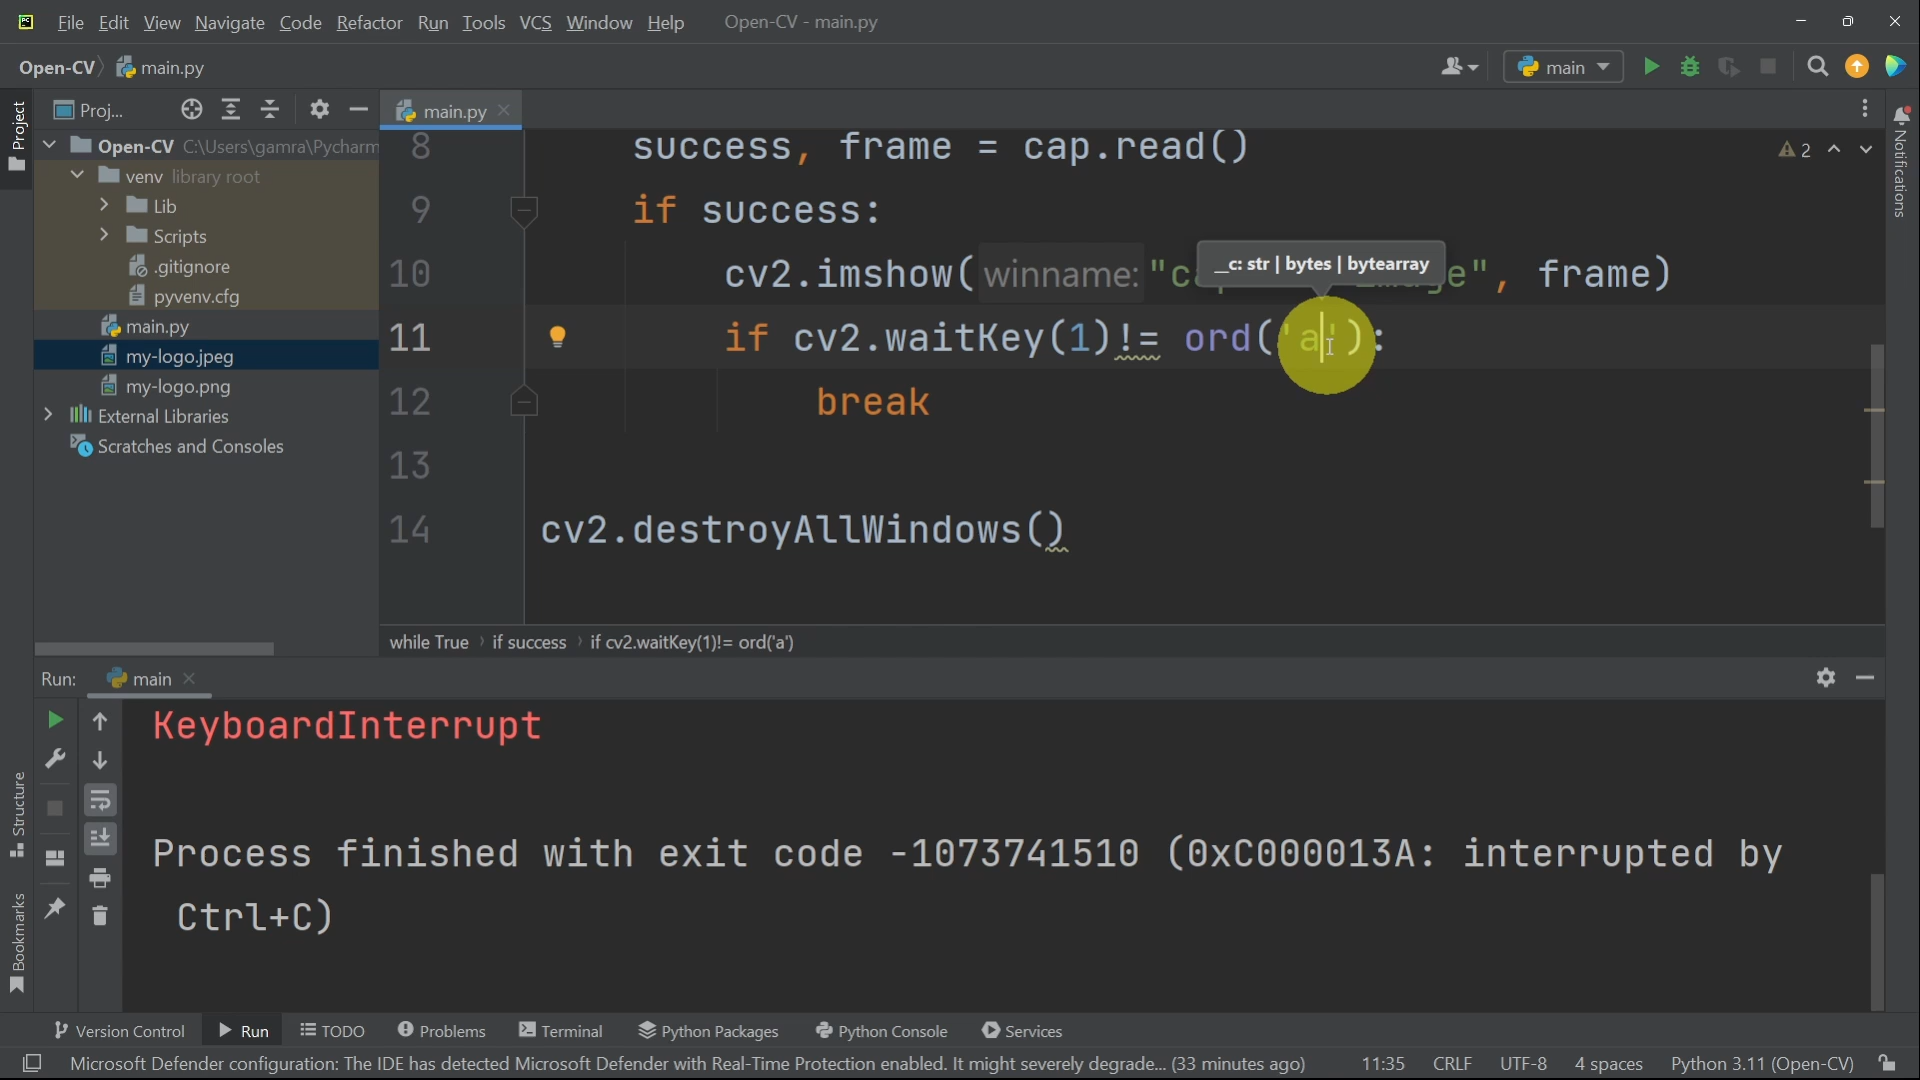 File Edit View Navigate Code Refactor Run Tools VCS Window Help Open-CV - main.py
Open-CV main.py main
Project
Proj...
main.py
Open-CV C:\Users\gamra\Pycharm
venv library root
Lib
Scripts
.gitignore
pyvenv.cfg
main.py
my-logo.jpeg
my-logo.png
External Libraries
Scratches and Consoles
8 success, frame = cap.read()
2
9 if success:
__c: str | bytes | bytearray
10 cv2.imshow(winname: "ca e", frame)
11 if cv2.waitKey(1)!= ord('a'):
12 break
13
14 cv2.destroyAllWindows()
while True if success if cv2.waitKey(1)!= ord('a')
Notifications
Run: main
KeyboardInterrupt
Process finished with exit code -1073741510 (0xC000013A: interrupted by
Ctrl+C)
Structure
Bookmarks
Version Control Run TODO Problems Terminal Python Packages Python Console Services
Microsoft Defender configuration: The IDE has detected Microsoft Defender with Real-Time Protection enabled. It might severely degrade... (33 minutes ago) 11:35 CRLF UTF-8 4 spaces Python 3.11 (Open-CV)